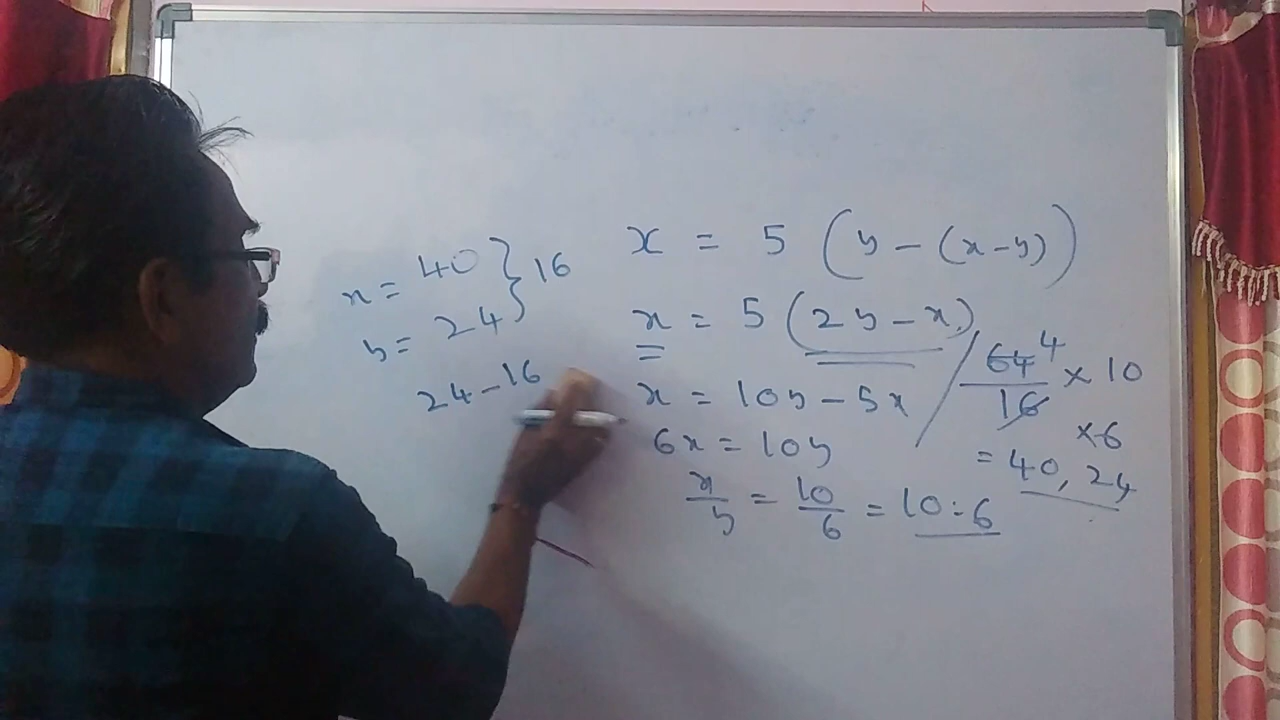 x = 40 } 16
y = 24
24-16
x = 5 (y - (x-y))
x = 5 (2y - x)
x = 10y - 5x
6x = 10y
x/y = 10/6 = 10:6
64/16 4 × 10
×6
= 40, 24